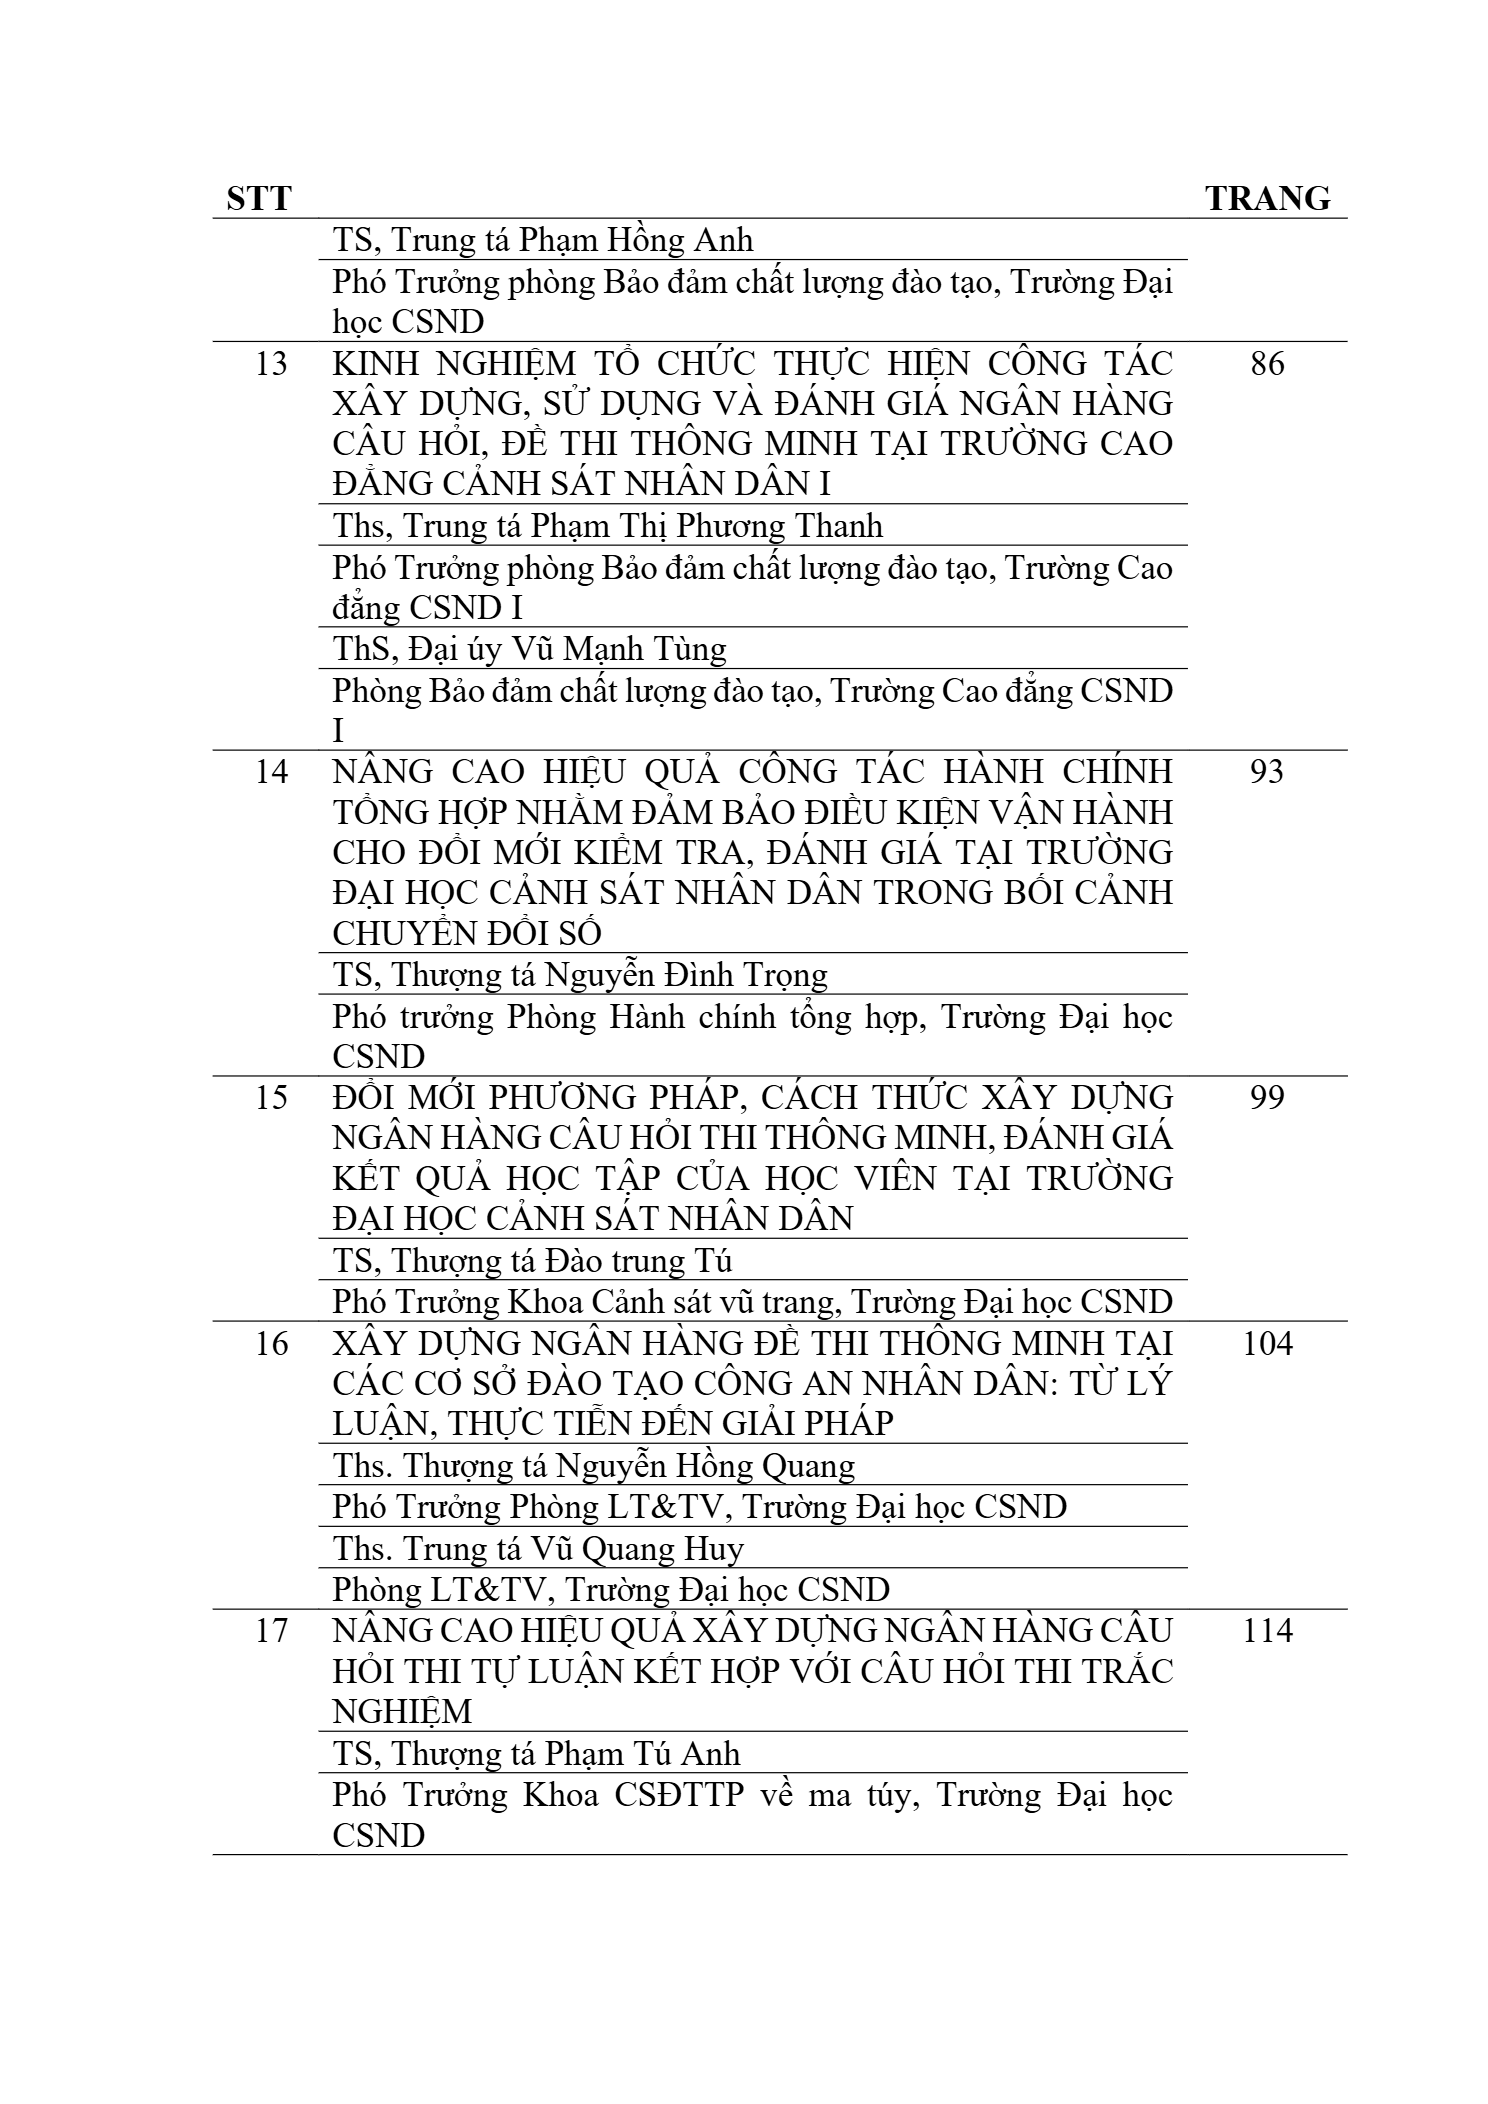 STT TRANG
TS, Trung tá Phạm Hồng Anh
Phó Trưởng phòng Bảo đảm chất lượng đào tạo, Trường Đại
học CSND
13 KINH NGHIỆM TỔ CHỨC THỰC HIỆN CÔNG TÁC 86
XÂY DỰNG, SỬ DỤNG VÀ ĐÁNH GIÁ NGÂN HÀNG
CÂU HỎI, ĐỀ THI THÔNG MINH TẠI TRƯỜNG CAO
ĐẲNG CẢNH SÁT NHÂN DÂN I
Ths, Trung tá Phạm Thị Phương Thanh
Phó Trưởng phòng Bảo đảm chất lượng đào tạo, Trường Cao
đẳng CSND I
ThS, Đại úy Vũ Mạnh Tùng
Phòng Bảo đảm chất lượng đào tạo, Trường Cao đẳng CSND
I
14 NÂNG CAO HIỆU QUẢ CÔNG TÁC HÀNH CHÍNH 93
TỔNG HỢP NHẰM ĐẢM BẢO ĐIỀU KIỆN VẬN HÀNH
CHO ĐỔI MỚI KIỂM TRA, ĐÁNH GIÁ TẠI TRƯỜNG
ĐẠI HỌC CẢNH SÁT NHÂN DÂN TRONG BỐI CẢNH
CHUYỂN ĐỔI SỐ
TS, Thượng tá Nguyễn Đình Trọng
Phó trưởng Phòng Hành chính tổng hợp, Trường Đại học
CSND
15 ĐỔI MỚI PHƯƠNG PHÁP, CÁCH THỨC XÂY DỰNG 99
NGÂN HÀNG CÂU HỎI THI THÔNG MINH, ĐÁNH GIÁ
KẾT QUẢ HỌC TẬP CỦA HỌC VIÊN TẠI TRƯỜNG
ĐẠI HỌC CẢNH SÁT NHÂN DÂN
TS, Thượng tá Đào trung Tú
Phó Trưởng Khoa Cảnh sát vũ trang, Trường Đại học CSND
16 XÂY DỰNG NGÂN HÀNG ĐỀ THI THÔNG MINH TẠI 104
CÁC CƠ SỞ ĐÀO TẠO CÔNG AN NHÂN DÂN: TỪ LÝ
LUẬN, THỰC TIỄN ĐẾN GIẢI PHÁP
Ths. Thượng tá Nguyễn Hồng Quang
Phó Trưởng Phòng LT&TV, Trường Đại học CSND
Ths. Trung tá Vũ Quang Huy
Phòng LT&TV, Trường Đại học CSND
17 NÂNG CAO HIỆU QUẢ XÂY DỰNG NGÂN HÀNG CÂU 114
HỎI THI TỰ LUẬN KẾT HỢP VỚI CÂU HỎI THI TRẮC
NGHIỆM
TS, Thượng tá Phạm Tú Anh
Phó Trưởng Khoa CSĐTTP về ma túy, Trường Đại học
CSND